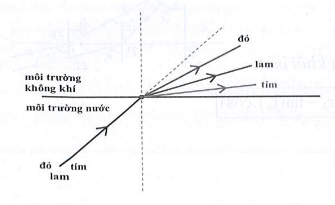 đỏ
lam
tím
môi trường
không khí
môi trường nước
đỏ tím
lam